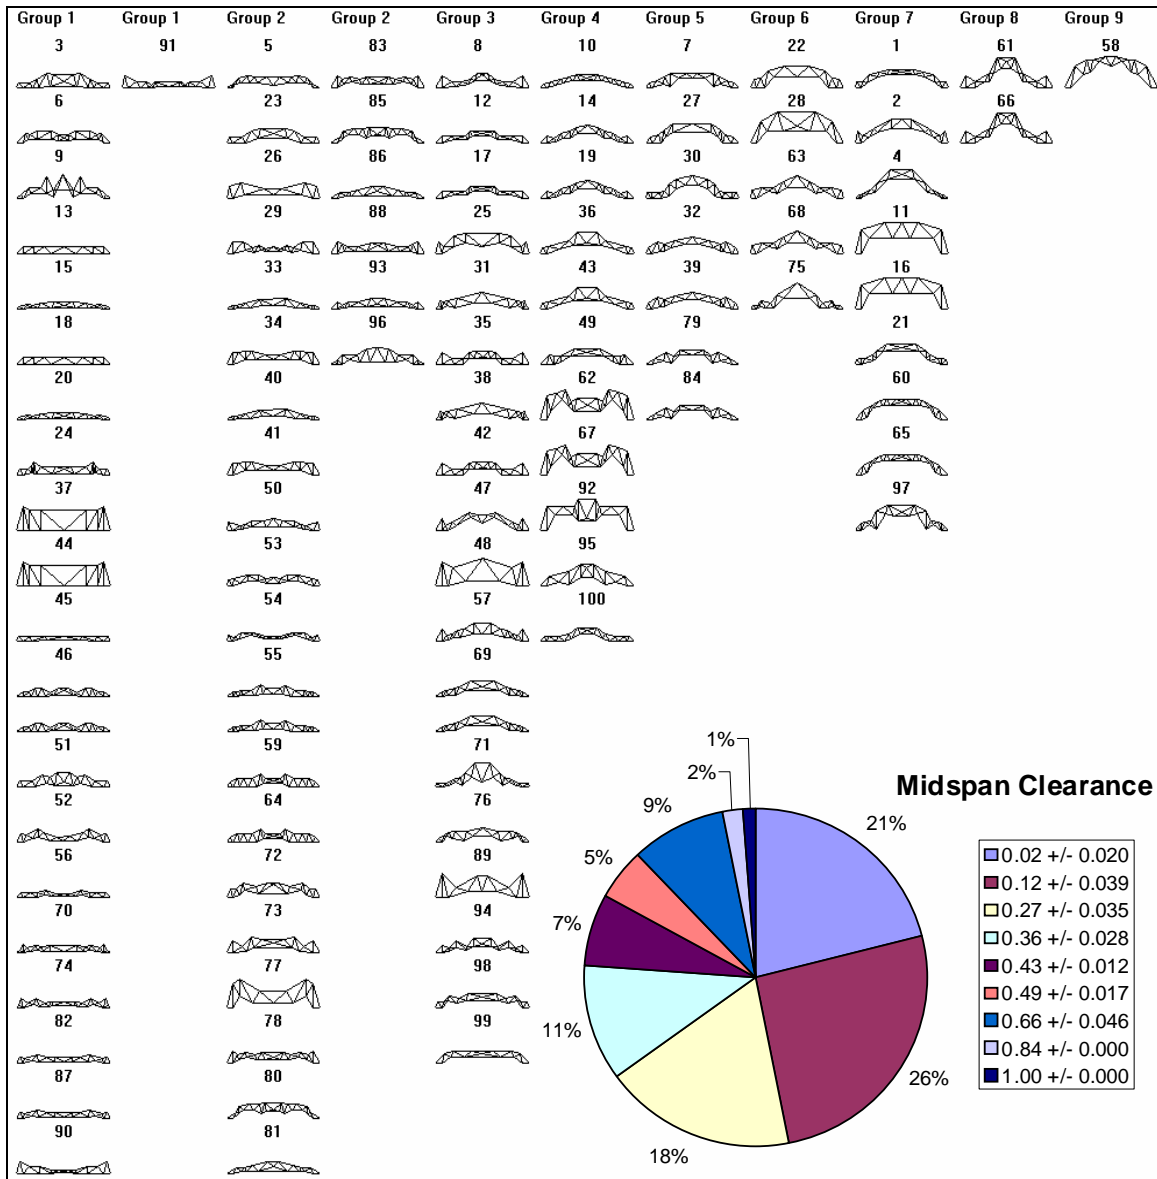 Group 1 Group 1 Group 2 Group 2 Group 3 Group 4 Group 5 Group 6 Group 7 Group 8 Group 9
3 91 5 83 8 10 7 22 1 61 58
6 23 85 12 14 27 28 2 66
9 26 86 17 19 30 63 4
13 29 88 25 36 32 68 11
15 33 93 31 43 39 75 16
18 34 96 35 49 79 21
20 40 38 62 84 60
24 41 42 67 65
37 50 47 92 97
44 53 48 95
45 54 57 100
46 55 69
51 59 71
52 64 76
56 72 89
70 73 94
74 77 98
82 78 99
87 80
90 81
Midspan Clearance
1%
2%
9%
5%
7%
11%
18%
26%
21%
0.02 +/- 0.020
0.12 +/- 0.039
0.27 +/- 0.035
0.36 +/- 0.028
0.43 +/- 0.012
0.49 +/- 0.017
0.66 +/- 0.046
0.84 +/- 0.000
1.00 +/- 0.000